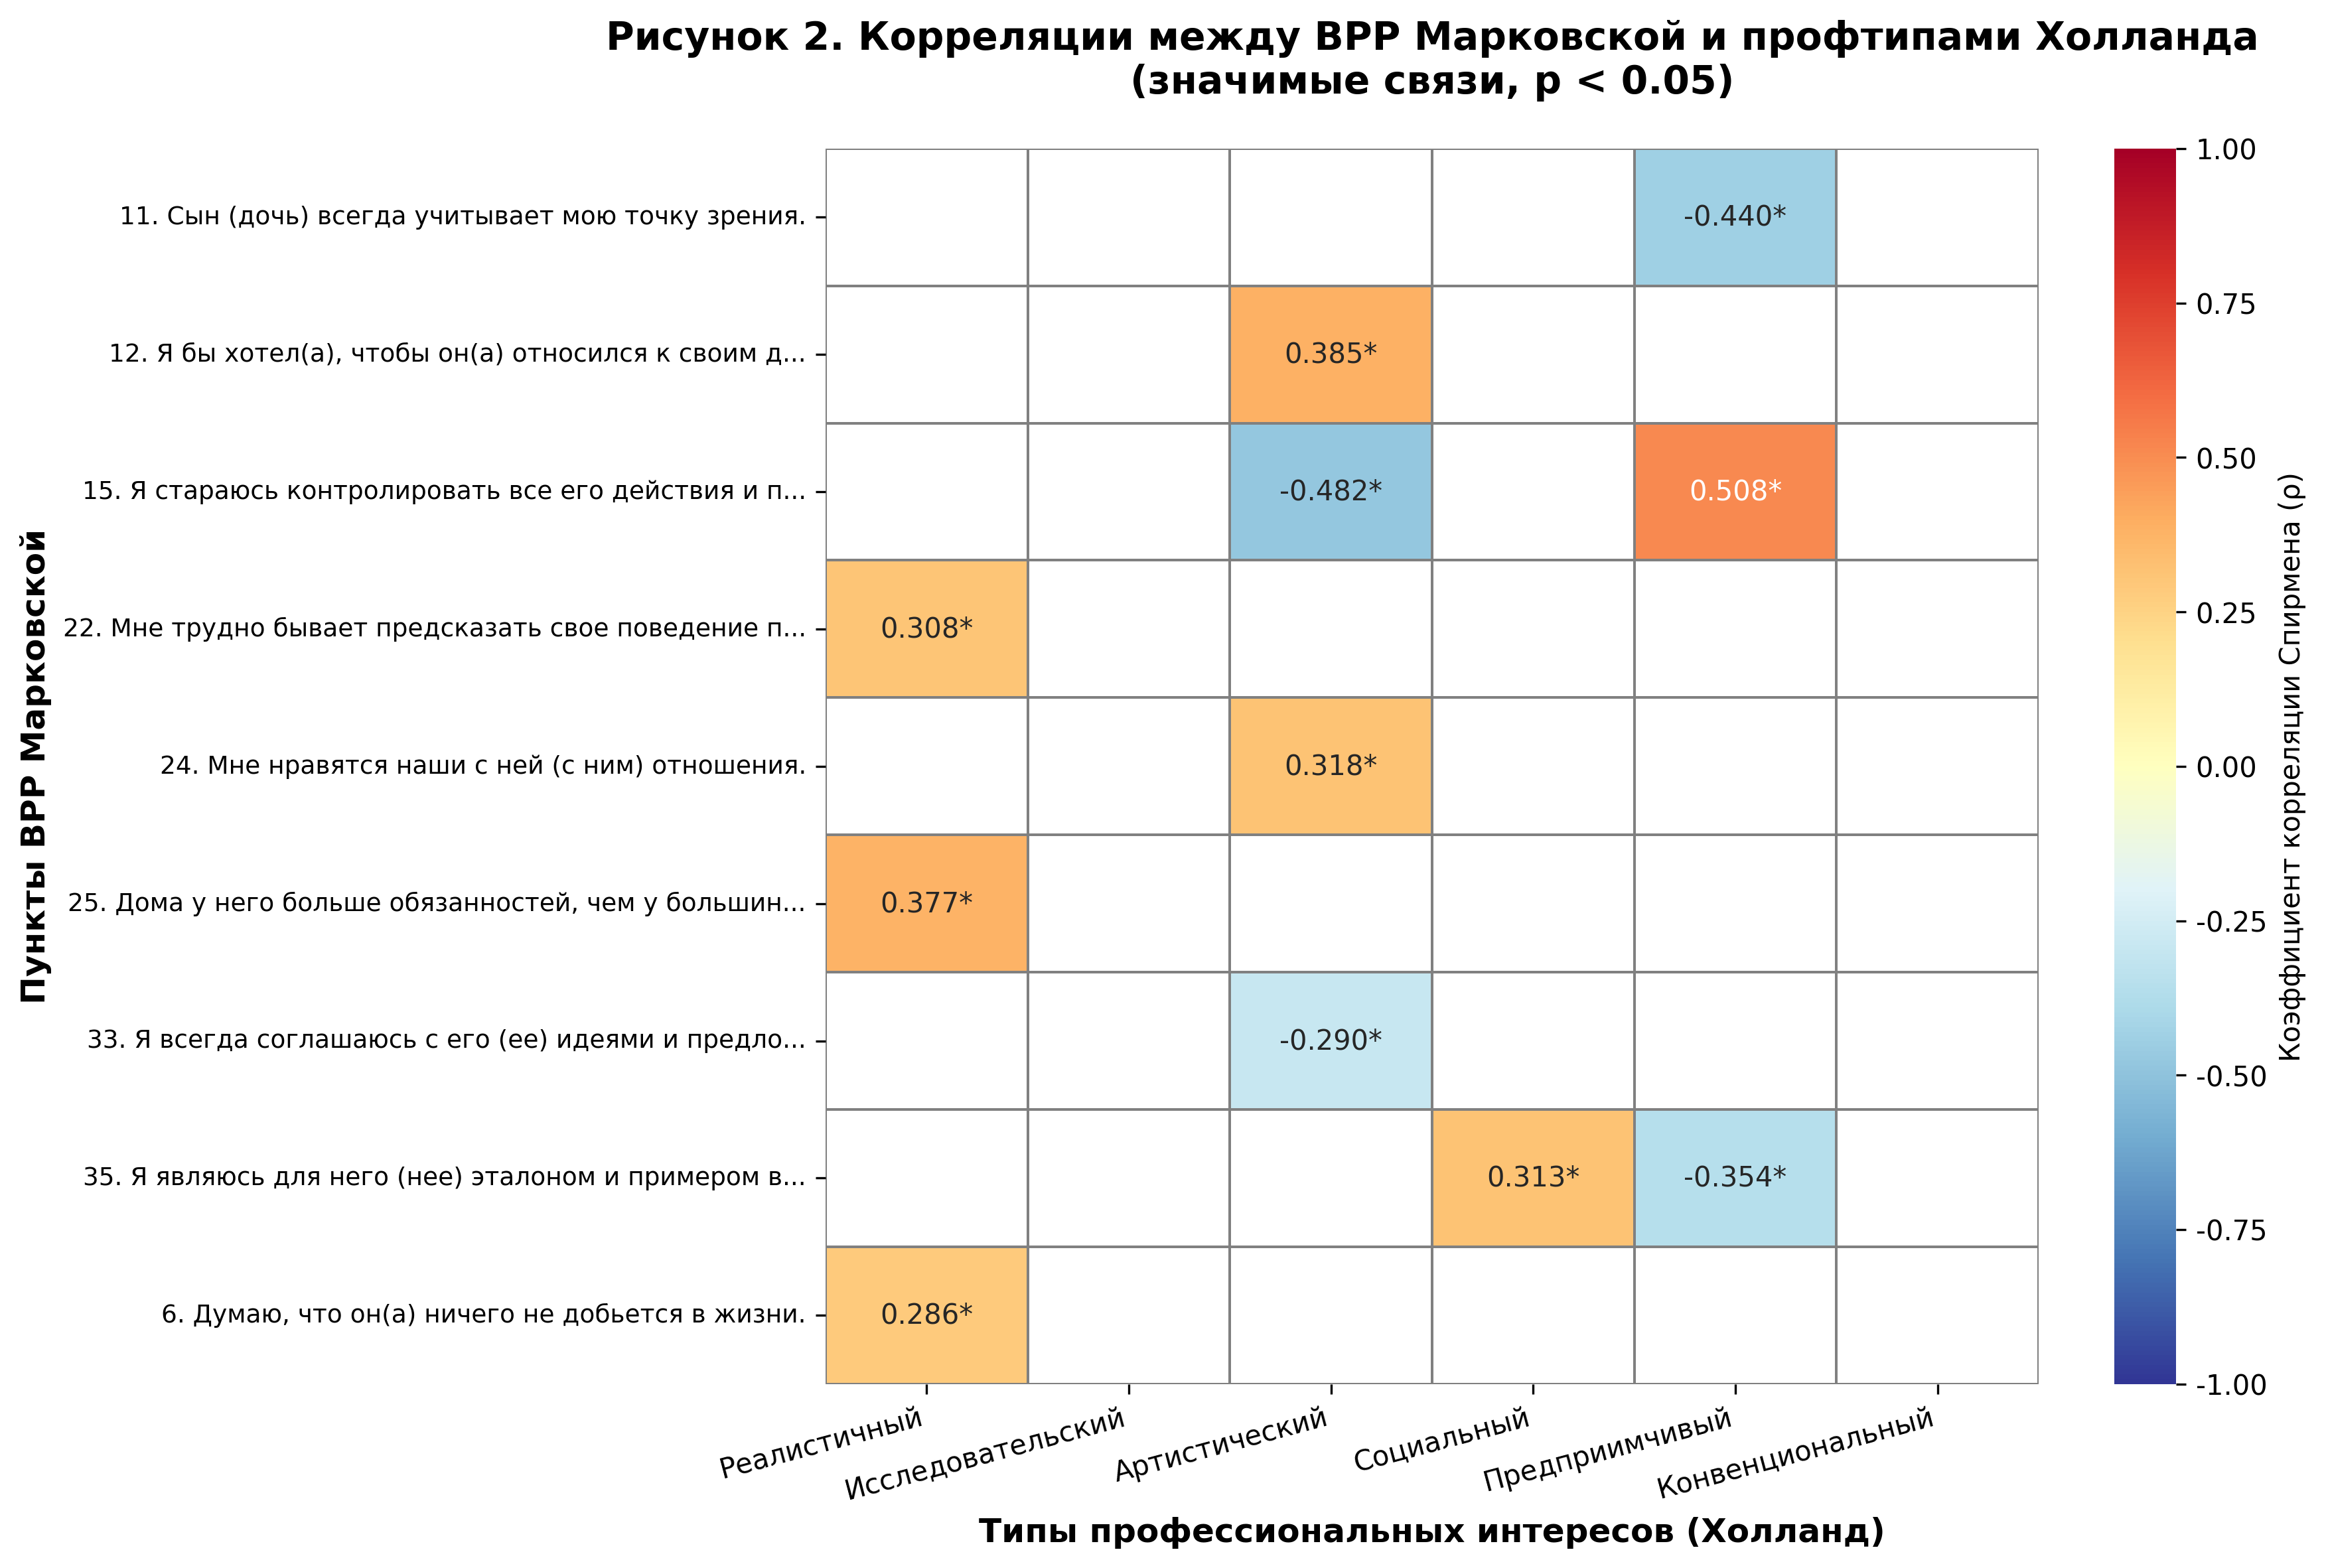 Рисунок 2. Корреляции между ВРР Марковской и профтипами Холланда
(значимые связи, p < 0.05)
Пункты ВРР Марковской
11. Сын (дочь) всегда учитывает мою точку зрения.
-0.440*
12. Я бы хотел(а), чтобы он(а) относился к своим д...
0.385*
15. Я стараюсь контролировать все его действия и п...
-0.482*
0.508*
22. Мне трудно бывает предсказать свое поведение п...
0.308*
24. Мне нравятся наши с ней (с ним) отношения.
0.318*
25. Дома у него больше обязанностей, чем у большин...
0.377*
33. Я всегда соглашаюсь с его (ее) идеями и предло...
-0.290*
35. Я являюсь для него (нее) эталоном и примером в...
0.313*
-0.354*
6. Думаю, что он(а) ничего не добьется в жизни.
0.286*
Реалистичный
Исследовательский
Артистический
Социальный
Предприимчивый
Конвенциональный
Типы профессиональных интересов (Холланд)
1.00
0.75
0.50
0.25
0.00
-0.25
-0.50
-0.75
-1.00
Коэффициент корреляции Спирмена (ρ)